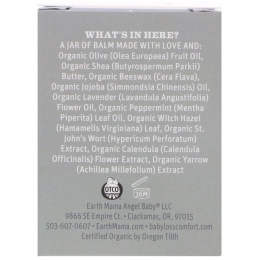 WHAT'S IN HERE?
A JAR OF BALM MADE WITH LOVE AND:
Organic Olive (Olea Europaea) Fruit Oil,
Organic Shea (Butyrospermum Parkii)
Butter, Organic Beeswax (Cera Flava),
Organic Jojoba (Simmondsia Chinensis) Oil,
Organic Lavender (Lavandula Angustifolia)
Flower Oil, Organic Peppermint (Mentha
Piperita) Leaf Oil, Organic Witch Hazel
(Hamamelis Virginiana) Leaf, Organic St.
John's Wort (Hypericum Perforatum)
Extract, Organic Calendula (Calendula
Officinalis) Flower Extract, Organic Yarrow
(Achillea Millefolium) Extract
OTCO
Earth Mama Angel Baby® LLC
9866 SE Empire Ct. • Clackamas, OR, 97015
503-607-0607 • earthmama.com • babylosscomfort.com
Certified Organic by Oregon Tilth